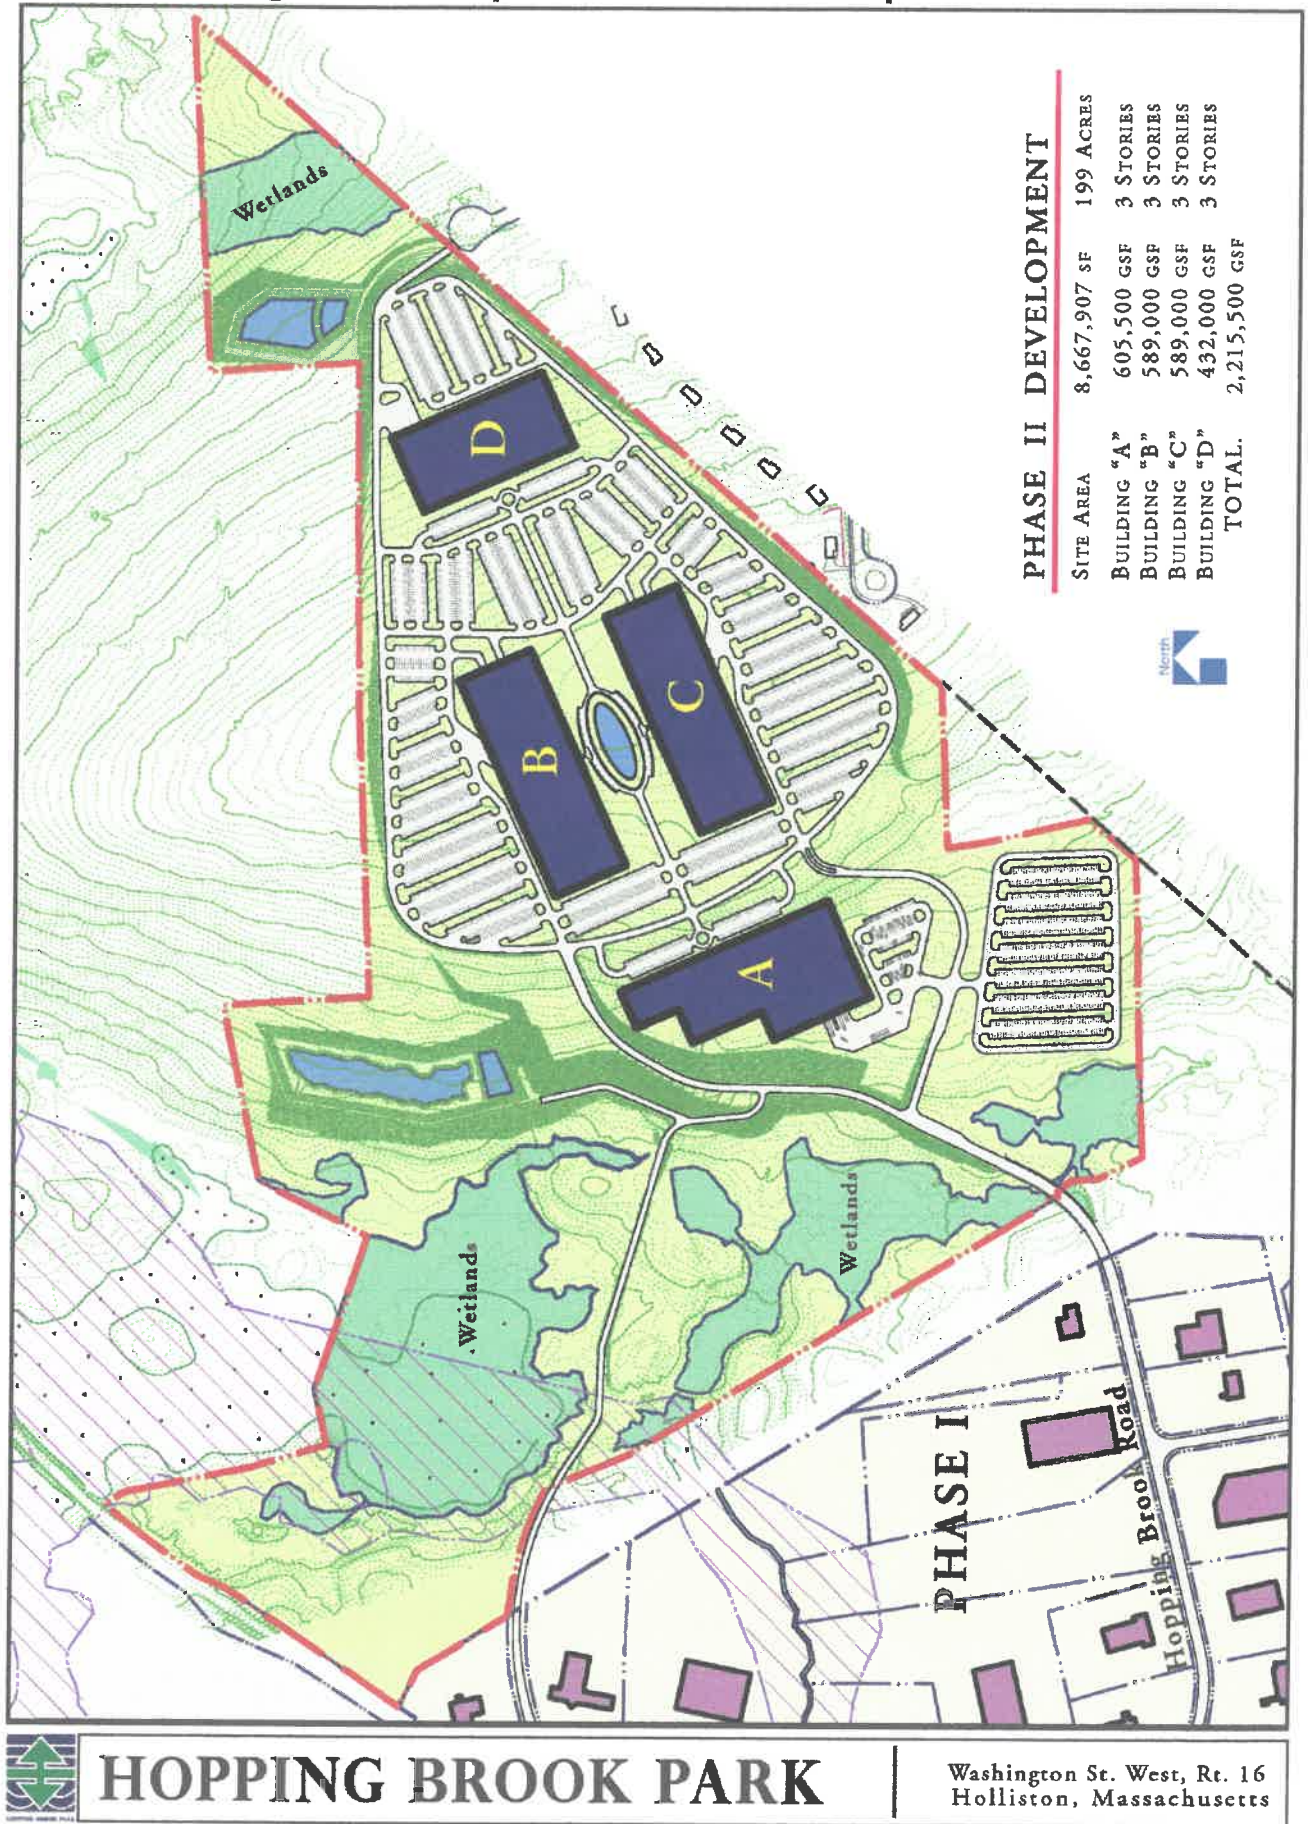 PHASE II DEVELOPMENT
SITE AREA 8,667,907 SF 199 ACRES
BUILDING "A" 605,500 GSF 3 STORIES
BUILDING "B" 589,000 GSF 3 STORIES
BUILDING "C" 589,000 GSF 3 STORIES
BUILDING "D" 432,000 GSF 3 STORIES
TOTAL. 2,215,500 GSF
North
Wetlands
D
B
C
A
Wetlands
Wetlands
PHASE I
Hopping Brook Road
HOPPING BROOK PARK
Washington St. West, Rt. 16
Holliston, Massachusetts